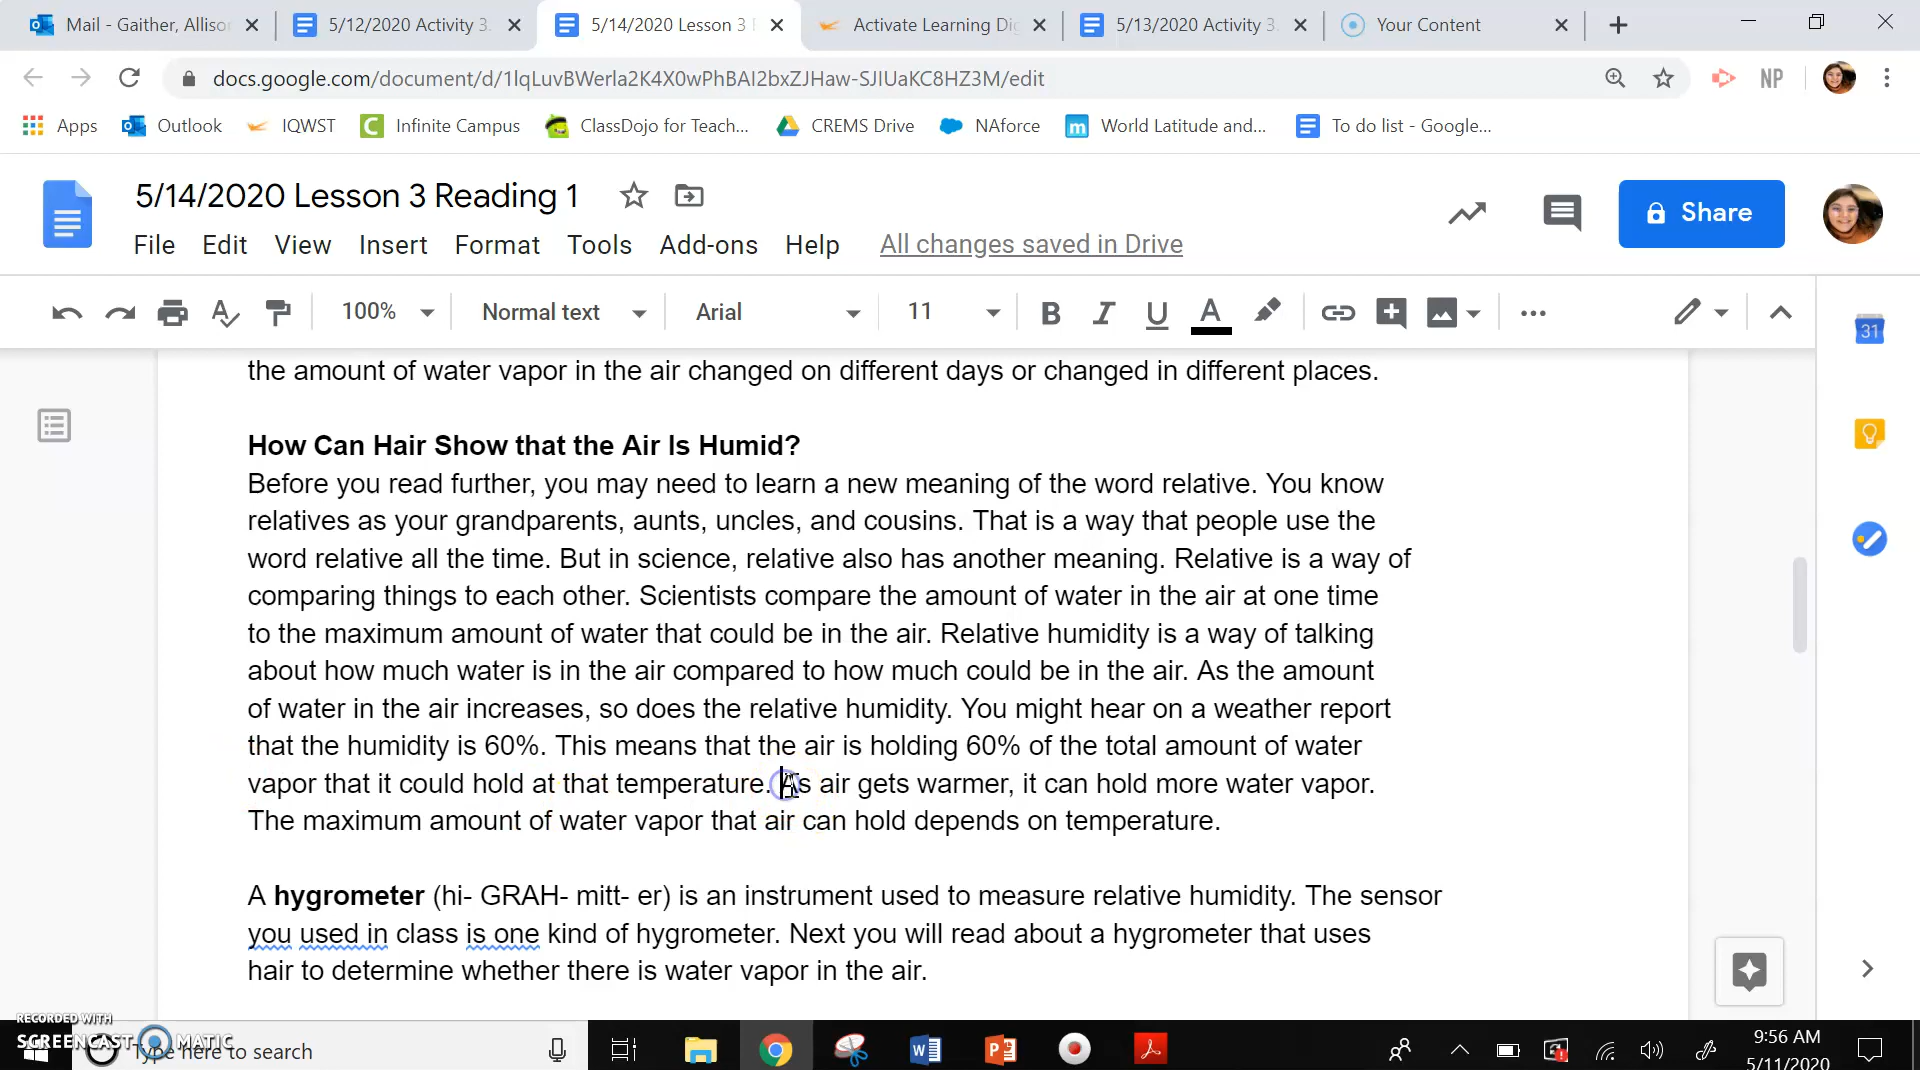 Mail - Gaither, Allison
5/12/2020 Activity 3.
5/14/2020 Lesson 3
Activate Learning Di
5/13/2020 Activity 3.
Your Content
docs.google.com/document/d/1lqLuvBWerla2K4X0wPhBAI2bxZJHaw-SJIUaKC8HZ3M/edit
NP
Apps Outlook IQWST Infinite Campus ClassDojo for Teach... CREMS Drive NAforce World Latitude and... To do list - Google...
5/14/2020 Lesson 3 Reading 1
Share
File Edit View Insert Format Tools Add-ons Help All changes saved in Drive
100% Normal text Arial 11 B I U A
31
the amount of water vapor in the air changed on different days or changed in different places.
How Can Hair Show that the Air Is Humid?
Before you read further, you may need to learn a new meaning of the word relative. You know
relatives as your grandparents, aunts, uncles, and cousins. That is a way that people use the
word relative all the time. But in science, relative also has another meaning. Relative is a way of
comparing things to each other. Scientists compare the amount of water in the air at one time
to the maximum amount of water that could be in the air. Relative humidity is a way of talking
about how much water is in the air compared to how much could be in the air. As the amount
of water in the air increases, so does the relative humidity. You might hear on a weather report
that the humidity is 60%. This means that the air is holding 60% of the total amount of water
vapor that it could hold at that temperature. As air gets warmer, it can hold more water vapor.
The maximum amount of water vapor that air can hold depends on temperature.
A hygrometer (hi- GRAH- mitt- er) is an instrument used to measure relative humidity. The sensor
you used in class is one kind of hygrometer. Next you will read about a hygrometer that uses
hair to determine whether there is water vapor in the air.
RECORDED WITH
SCREENCAST-O-MATIC
Type here to search
9:56 AM
5/11/2020